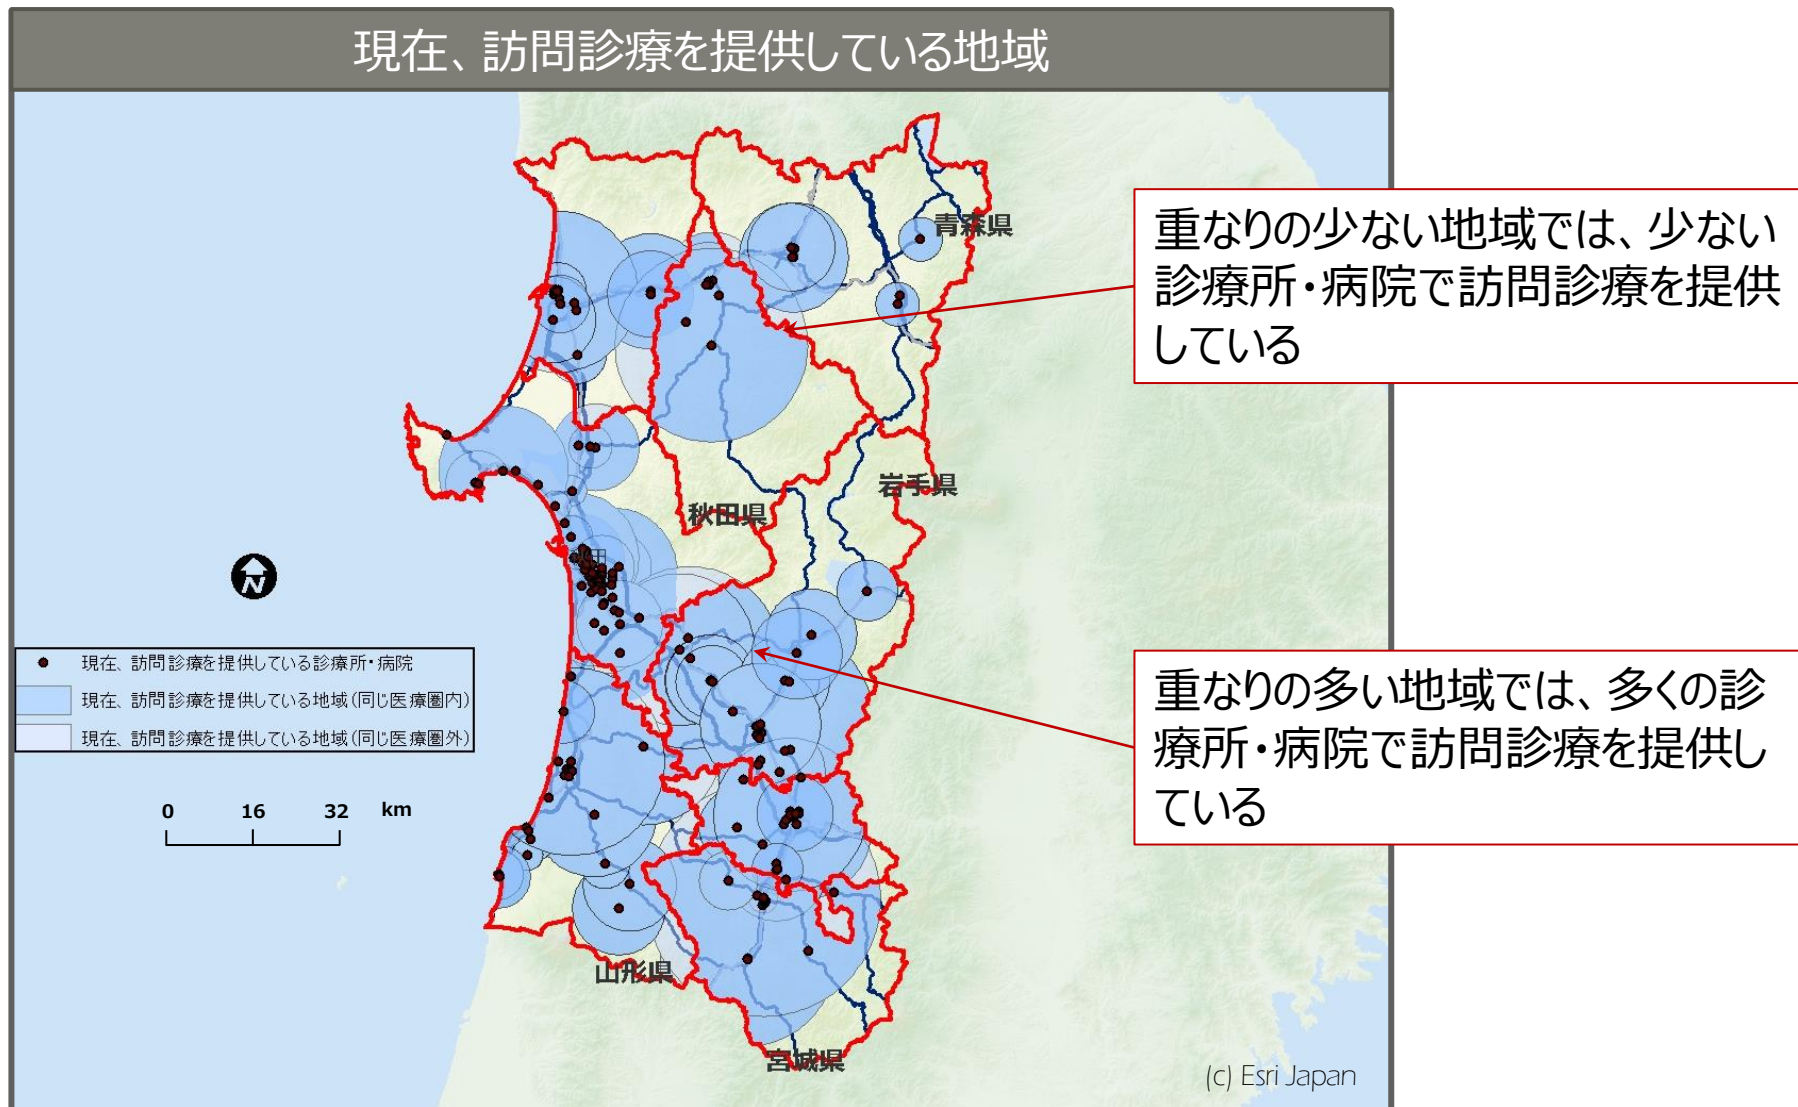 現在、訪問診療を提供している地域
青森県
重なりの少ない地域では、少ない
診療所・病院で訪問診療を提供
している
岩手県
秋田県
N
現在、訪問診療を提供している診療所・病院
現在、訪問診療を提供している地域(同じ医療圏内)
現在、訪問診療を提供している地域(同じ医療圏外)
重なりの多い地域では、多くの診
療所・病院で訪問診療を提供し
ている
0 16 32 km
山形県
宮城県
(c) Esri Japan